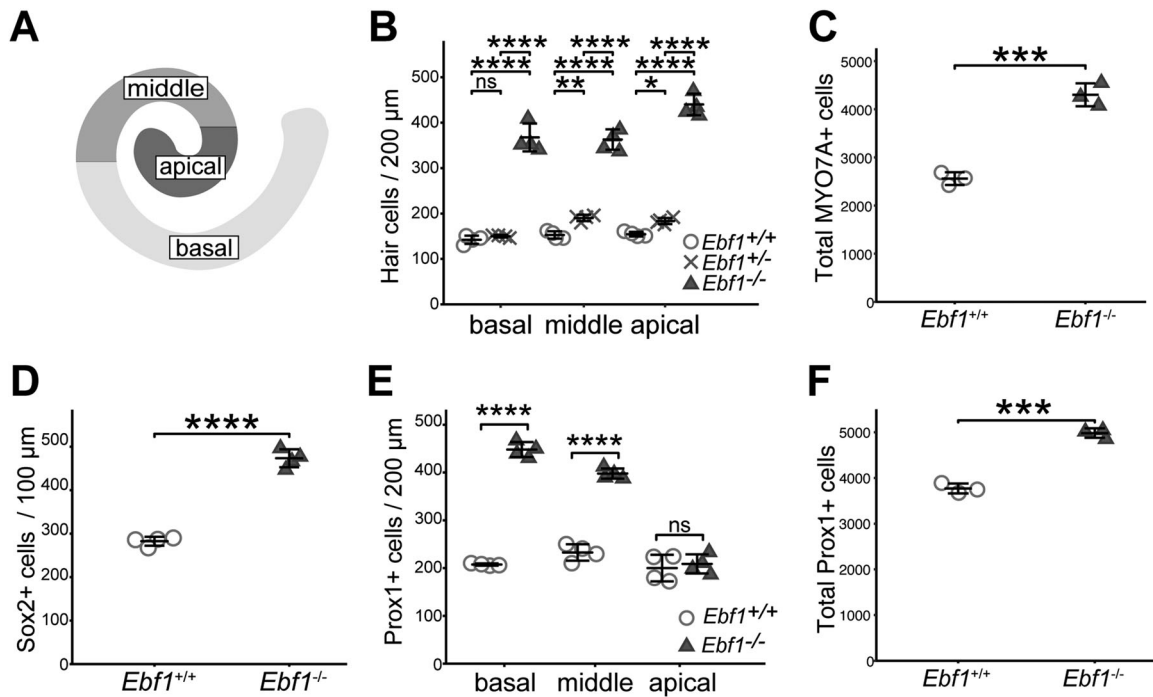 A
middle
apical
basal
B
Hair cells / 200 µm
500
400
300
200
100
0
**** **** ****
**** **** ****
ns ** *
Ebf1+/+
Ebf1+/-
Ebf1-/-
basal middle apical
C
Total MYO7A+ cells
5000
4000
3000
2000
1000
0
***
Ebf1+/+ Ebf1-/-
D
Sox2+ cells / 100 µm
500
400
300
200
100
0
****
Ebf1+/+ Ebf1-/-
E
Prox1+ cells / 200 µm
500
400
300
200
100
0
****
****
ns
Ebf1+/+
Ebf1-/-
basal middle apical
F
Total Prox1+ cells
5000
4000
3000
2000
1000
0
***
Ebf1+/+ Ebf1-/-